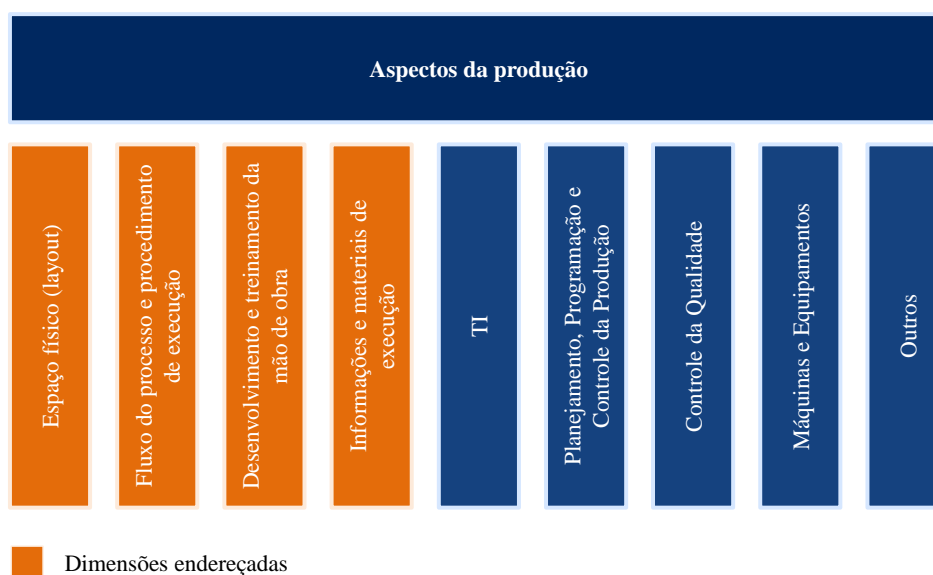 Aspectos da produção
Espaço físico (layout)
Fluxo do processo e procedimento
de execução
Desenvolvimento e treinamento da
mão de obra
Informações e materiais de
execução
TI
Planejamento, Programação e
Controle da Produção
Controle da Qualidade
Máquinas e Equipamentos
Outros
Dimensões endereçadas